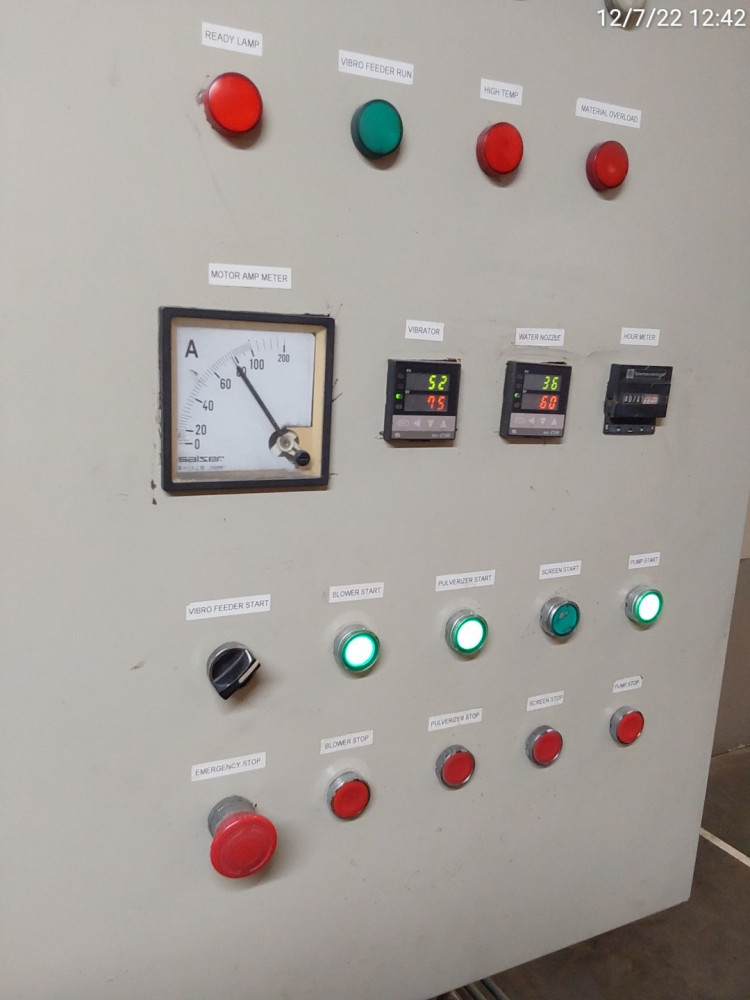 12/7/22 12:42
READY LAMP
VIBRO FEEDER RUN
HIGH TEMP
MATERIAL OVERLOAD
MOTOR AMP METER
VIBRATOR
WATER NOZZLE
HOUR METER
A
0
20
40
60
80
100
200
salzer
52
75
36
60
VIBRO FEEDER START
BLOWER START
PULVERIZER START
SCREEN START
PUMP START
EMERGENCY STOP
BLOWER STOP
PULVERIZER STOP
SCREEN STOP
PUMP STOP